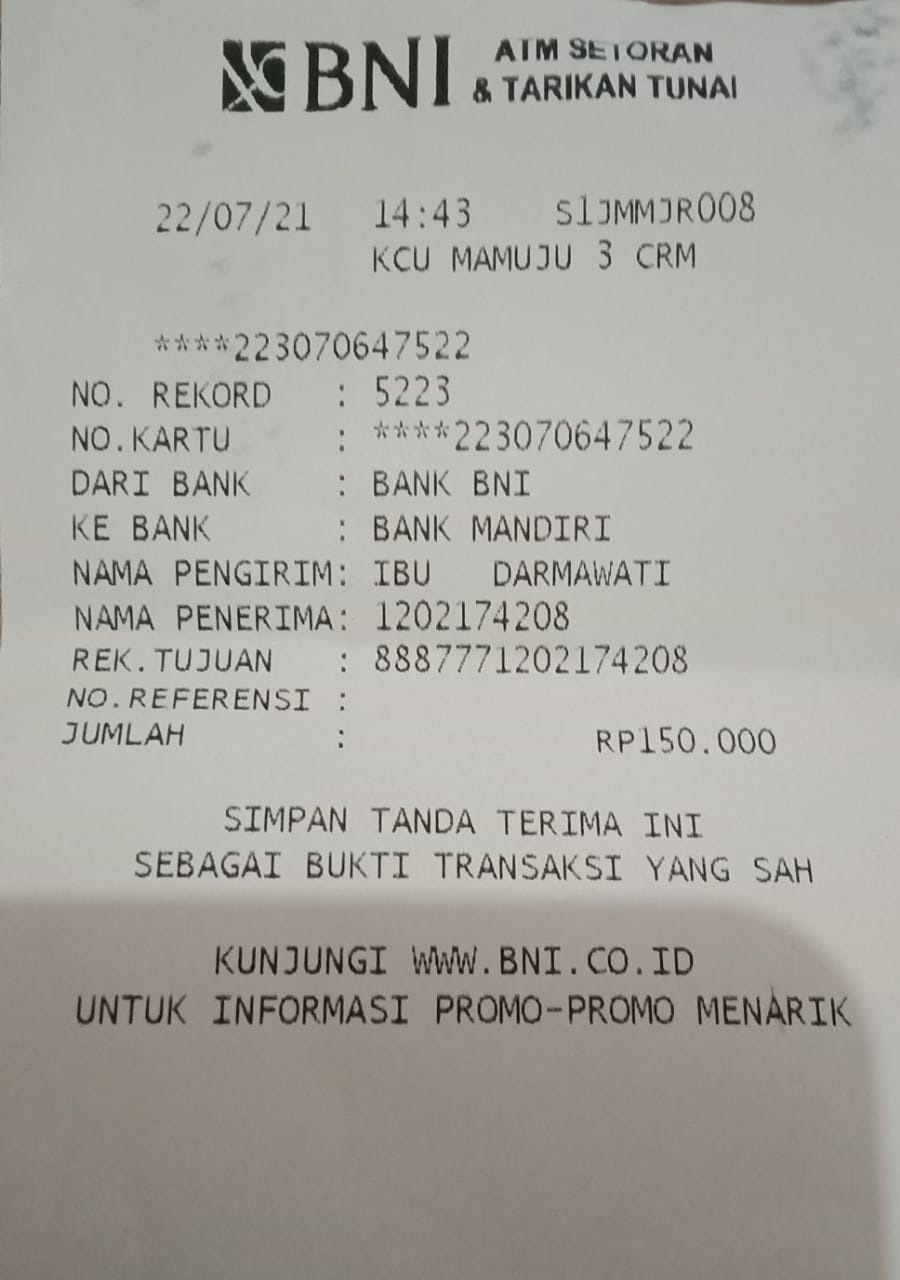 BNI ATM SETORAN
& TARIKAN TUNAI
22/07/21 14:43 S1JMMJR008
KCU MAMUJU 3 CRM
****223070647522
NO. REKORD : 5223
NO.KARTU : ****223070647522
DARI BANK : BANK BNI
KE BANK : BANK MANDIRI
NAMA PENGIRIM: IBU DARMAWATI
NAMA PENERIMA: 1202174208
REK.TUJUAN : 8887771202174208
NO.REFERENSI :
JUMLAH : RP150.000
SIMPAN TANDA TERIMA INI
SEBAGAI BUKTI TRANSAKSI YANG SAH
KUNJUNGI WWW.BNI.CO.ID
UNTUK INFORMASI PROMO-PROMO MENARIK